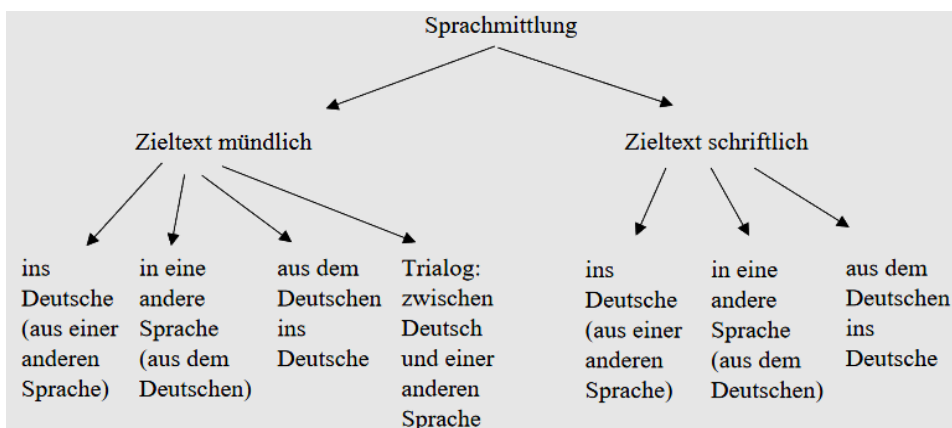 Sprachmittlung
Zieltext mündlich
Zieltext schriftlich
ins
Deutsche
(aus einer
anderen
Sprache)
in eine
andere
Sprache
(aus dem
Deutschen)
aus dem
Deutschen
ins
Deutsche
Trialog:
zwischen
Deutsch
und einer
anderen
Sprache
ins
Deutsche
(aus einer
anderen
Sprache)
in eine
andere
Sprache
(aus dem
Deutschen)
aus dem
Deutschen
ins
Deutsche